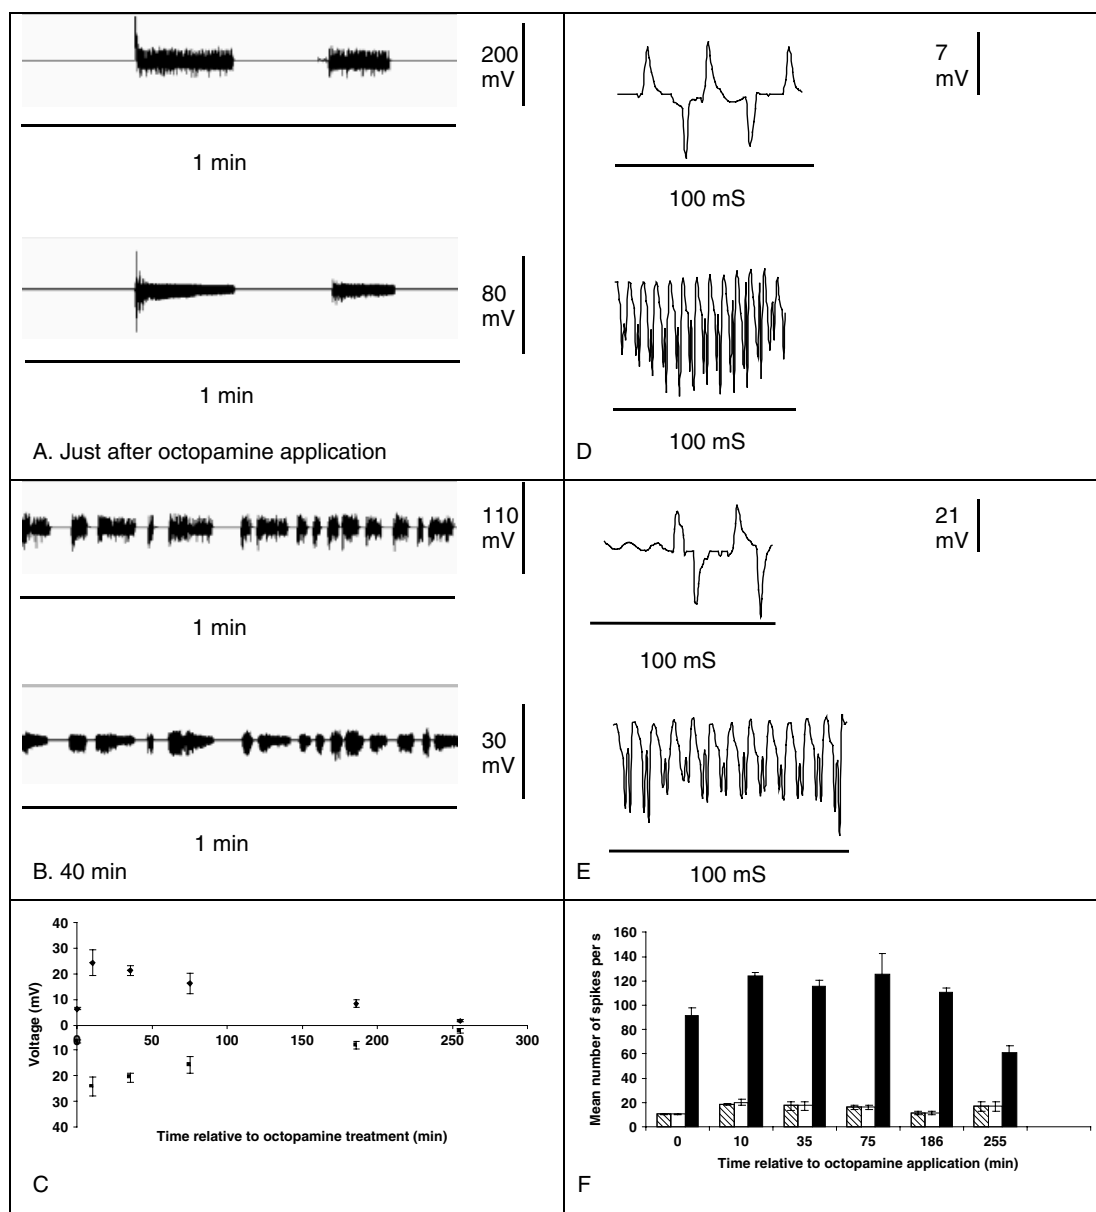 200
mV
1 min
80
mV
1 min
A. Just after octopamine application
7
mV
100 mS
100 mS
D
110
mV
1 min
30
mV
1 min
B. 40 min
21
mV
100 mS
100 mS
E
40
30
20
10
0
10
20
30
40
Voltage (mV)
0
50
100
150
200
250
300
Time relative to octopamine treatment (min)
C
160
140
120
100
80
60
40
20
0
Mean number of spikes per s
0
10
35
75
186
255
Time relative to octopamine application (min)
F